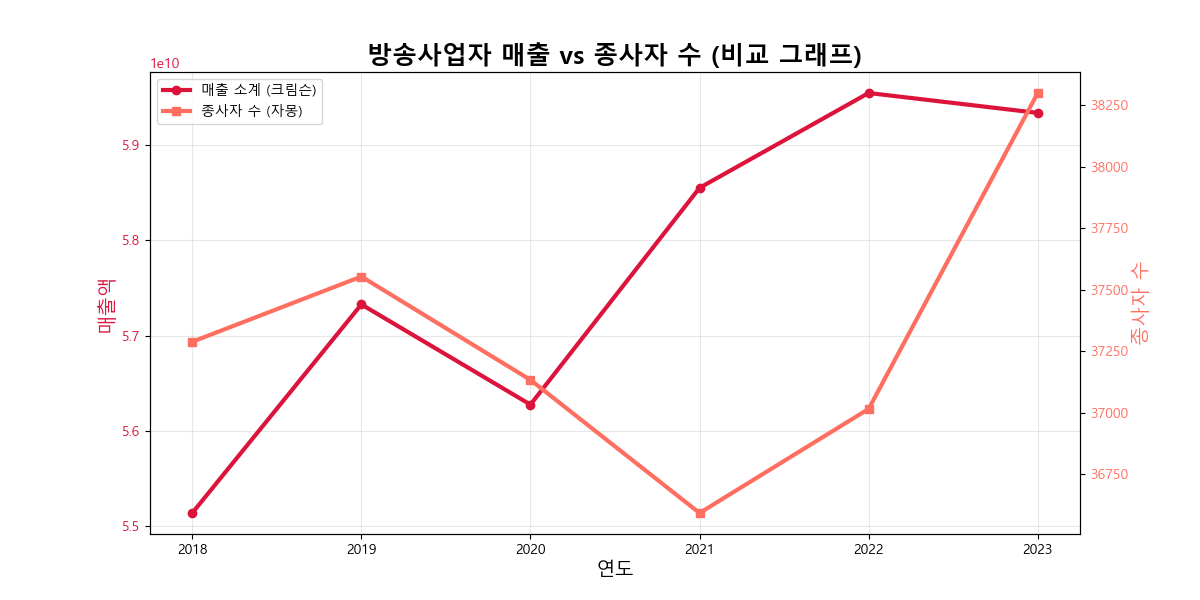 방송사업자 매출 vs 종사자 수 (비교 그래프)
1e10
매출 소계 (크림슨)
종사자 수 (자몽)
5.9
5.8
5.7
5.6
5.5
매출액
38250
38000
37750
37500
37250
37000
36750
종사자 수
2018 2019 2020 2021 2022 2023
연도